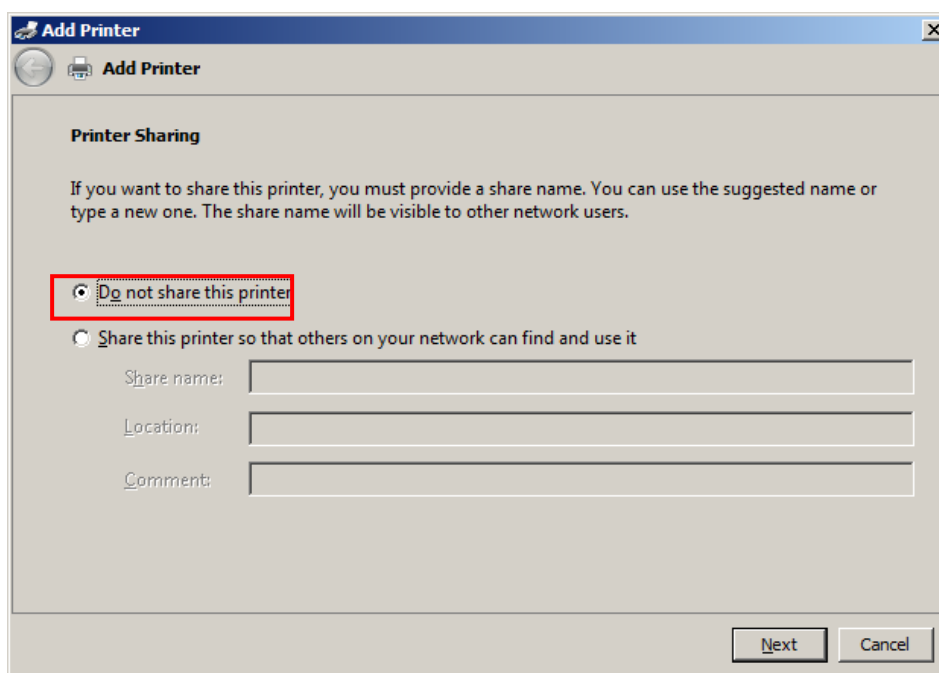 Add Printer
Add Printer
Printer Sharing
If you want to share this printer, you must provide a share name. You can use the suggested name or
type a new one. The share name will be visible to other network users.
Do not share this printer
Share this printer so that others on your network can find and use it
Share name:
Location:
Comment:
Next Cancel